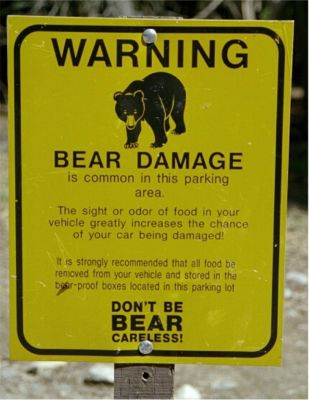 WARNING
BEAR DAMAGE
is common in this parking
area.
The sight or odor of food in your
vehicle greatly increases the chance
of your car being damaged!
It is strongly recommended that all food be
removed from your vehicle and stored in the
bear-proof boxes located in this parking lot
DON'T BE
BEAR
CARELESS!